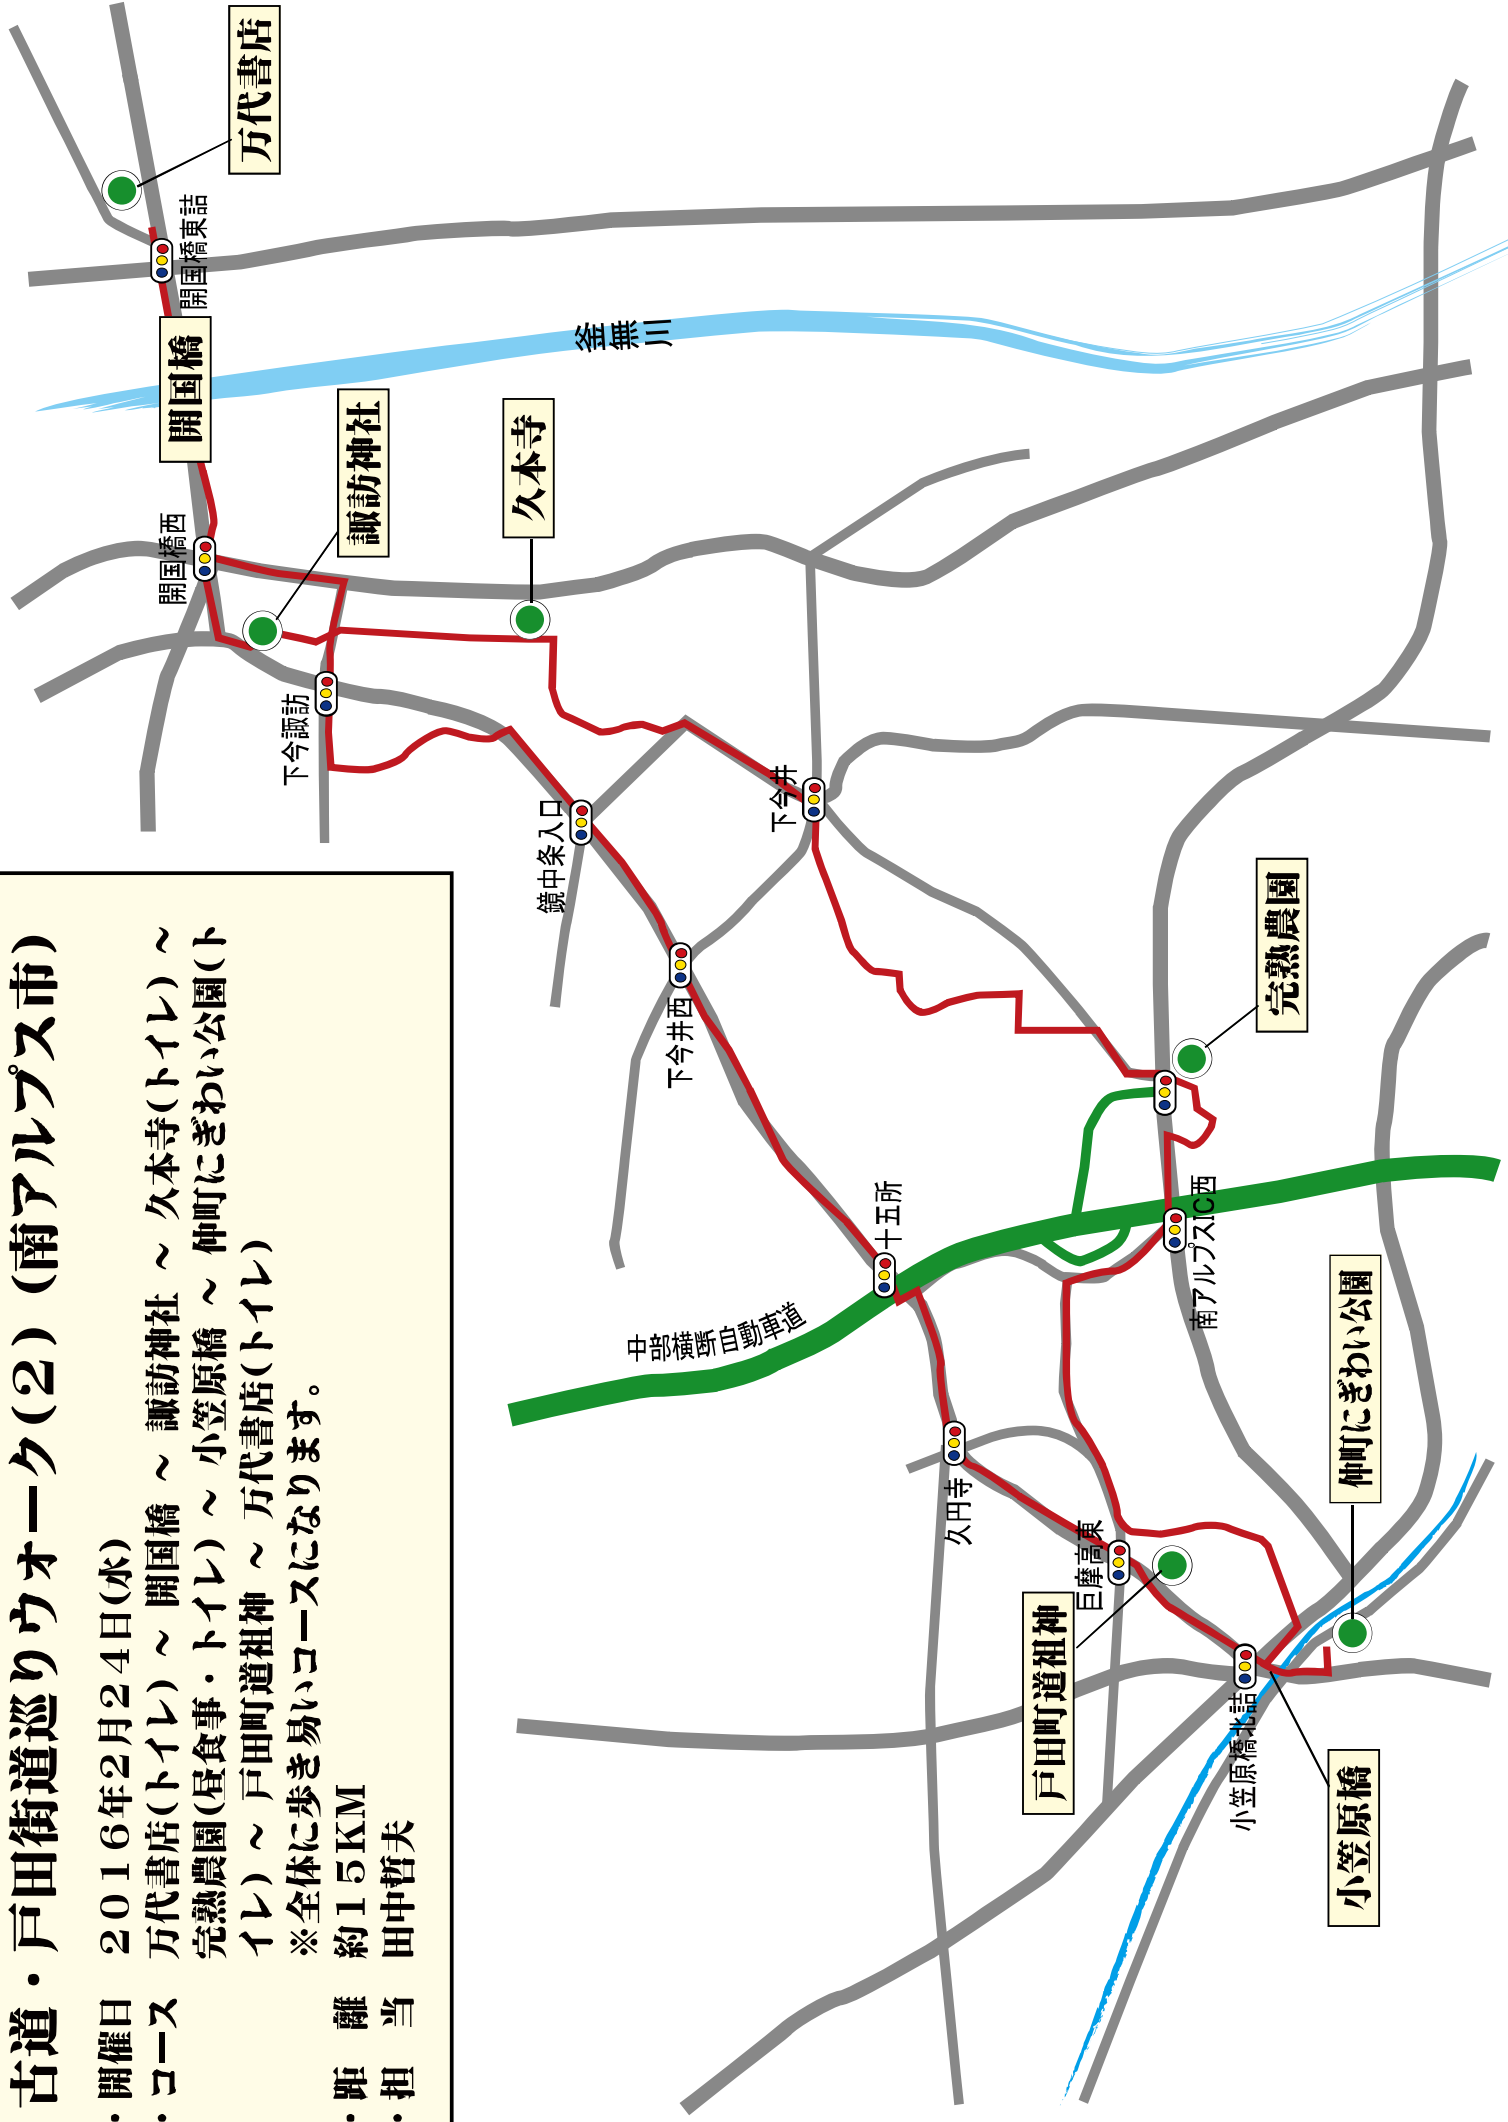 古道・戸田街道巡りウォーク(２) (南アルプス市)
・開催日　２０１６年２月２４日(水)
・コース　万代書店(トイレ) ～ 開国橋 ～ 諏訪神社 ～ 久本寺(トイレ) ～
完熟農園(昼食事・トイレ) ～ 小笠原橋 ～ 仲町にぎわい公園(ト
イレ) ～ 戸田町道祖神 ～ 万代書店(トイレ)
※全体に歩き易いコースになります。
・距　離　約１５KM
・担　当　田中哲夫
万代書店
開国橋東詰
開国橋
釜無川
開国橋西
諏訪神社
久本寺
下今諏訪
鏡中条入口
下今井
下今井西
完熟農園
十五所
中部横断自動車道
南アルプスIC西
仲町にぎわい公園
久円寺
巨摩高東
戸田町道祖神
小笠原橋北詰
小笠原橋